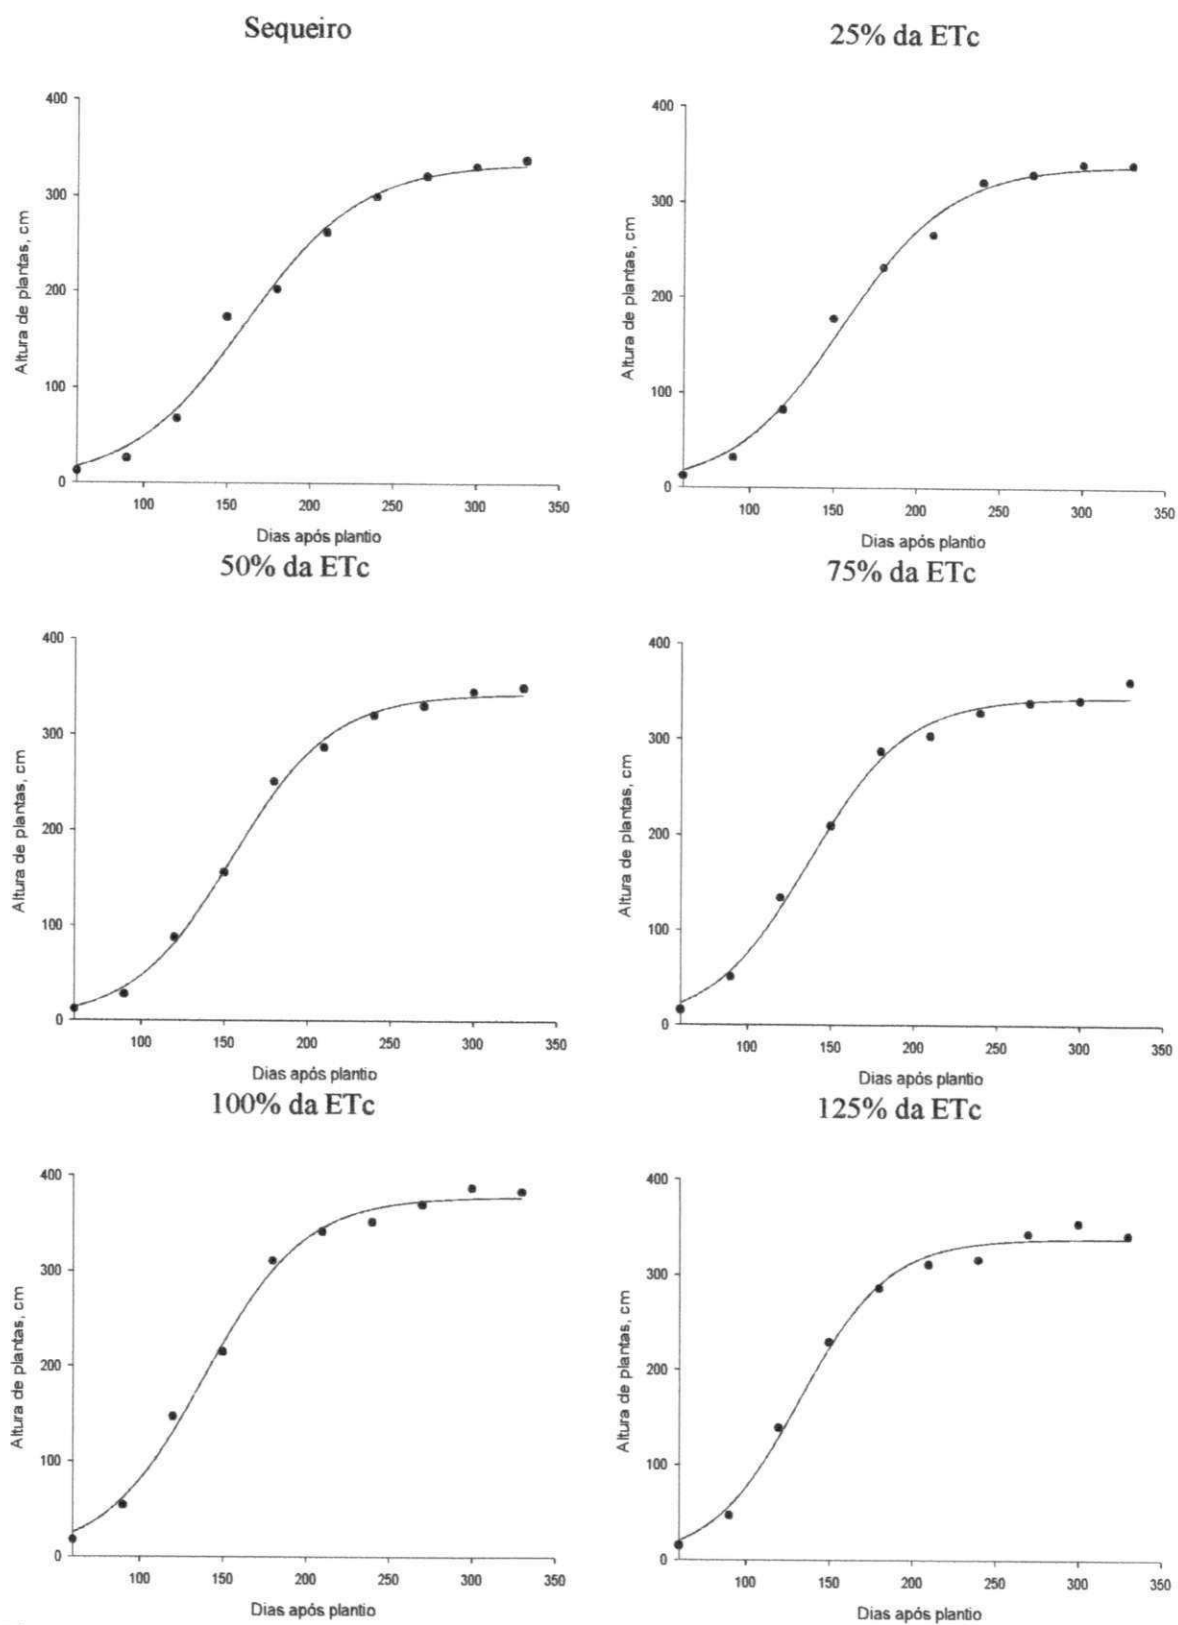 Sequeiro
400
300
200
100
0
Altura de plantas, cm
100 150 200 250 300 350
Dias após plantio
25% da ETc
400
300
200
100
0
Altura de plantas, cm
100 150 200 250 300 350
Dias após plantio
50% da ETc
400
300
200
100
0
Altura de plantas, cm
100 150 200 250 300 350
Dias após plantio
75% da ETc
400
300
200
100
0
Altura de plantas, cm
100 150 200 250 300 350
Dias após plantio
100% da ETc
400
300
200
100
0
Altura de plantas, cm
100 150 200 250 300 350
Dias após plantio
125% da ETc
400
300
200
100
0
Altura de plantas, cm
100 150 200 250 300 350
Dias após plantio